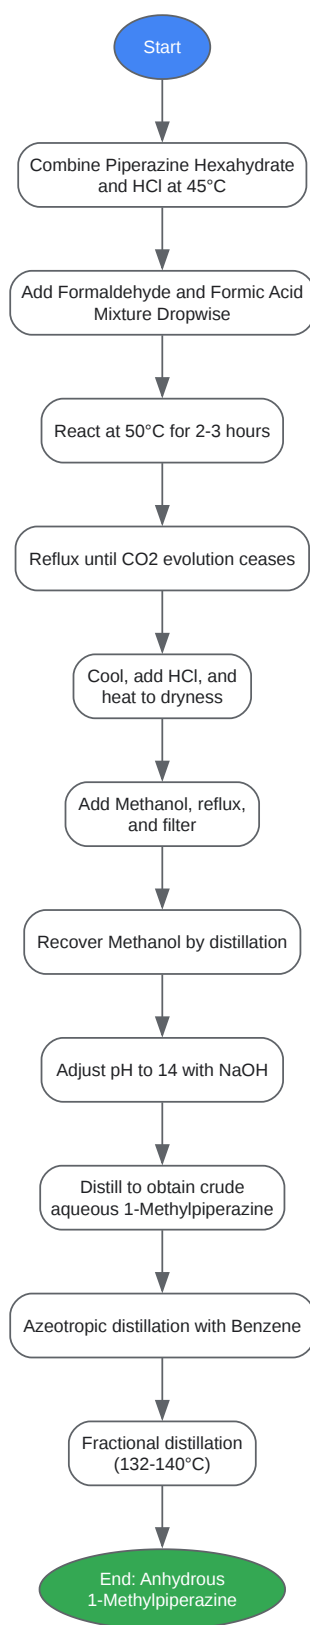 Start
Combine Piperazine Hexahydrate
and HCl at 45°C
Add Formaldehyde and Formic Acid
Mixture Dropwise
React at 50°C for 2-3 hours
Reflux until CO2 evolution ceases
Cool, add HCl, and
heat to dryness
Add Methanol, reflux,
and filter
Recover Methanol by distillation
Adjust pH to 14 with NaOH
Distill to obtain crude
aqueous 1-Methylpiperazine
Azeotropic distillation with Benzene
Fractional distillation
(132-140°C)
End: Anhydrous
1-Methylpiperazine